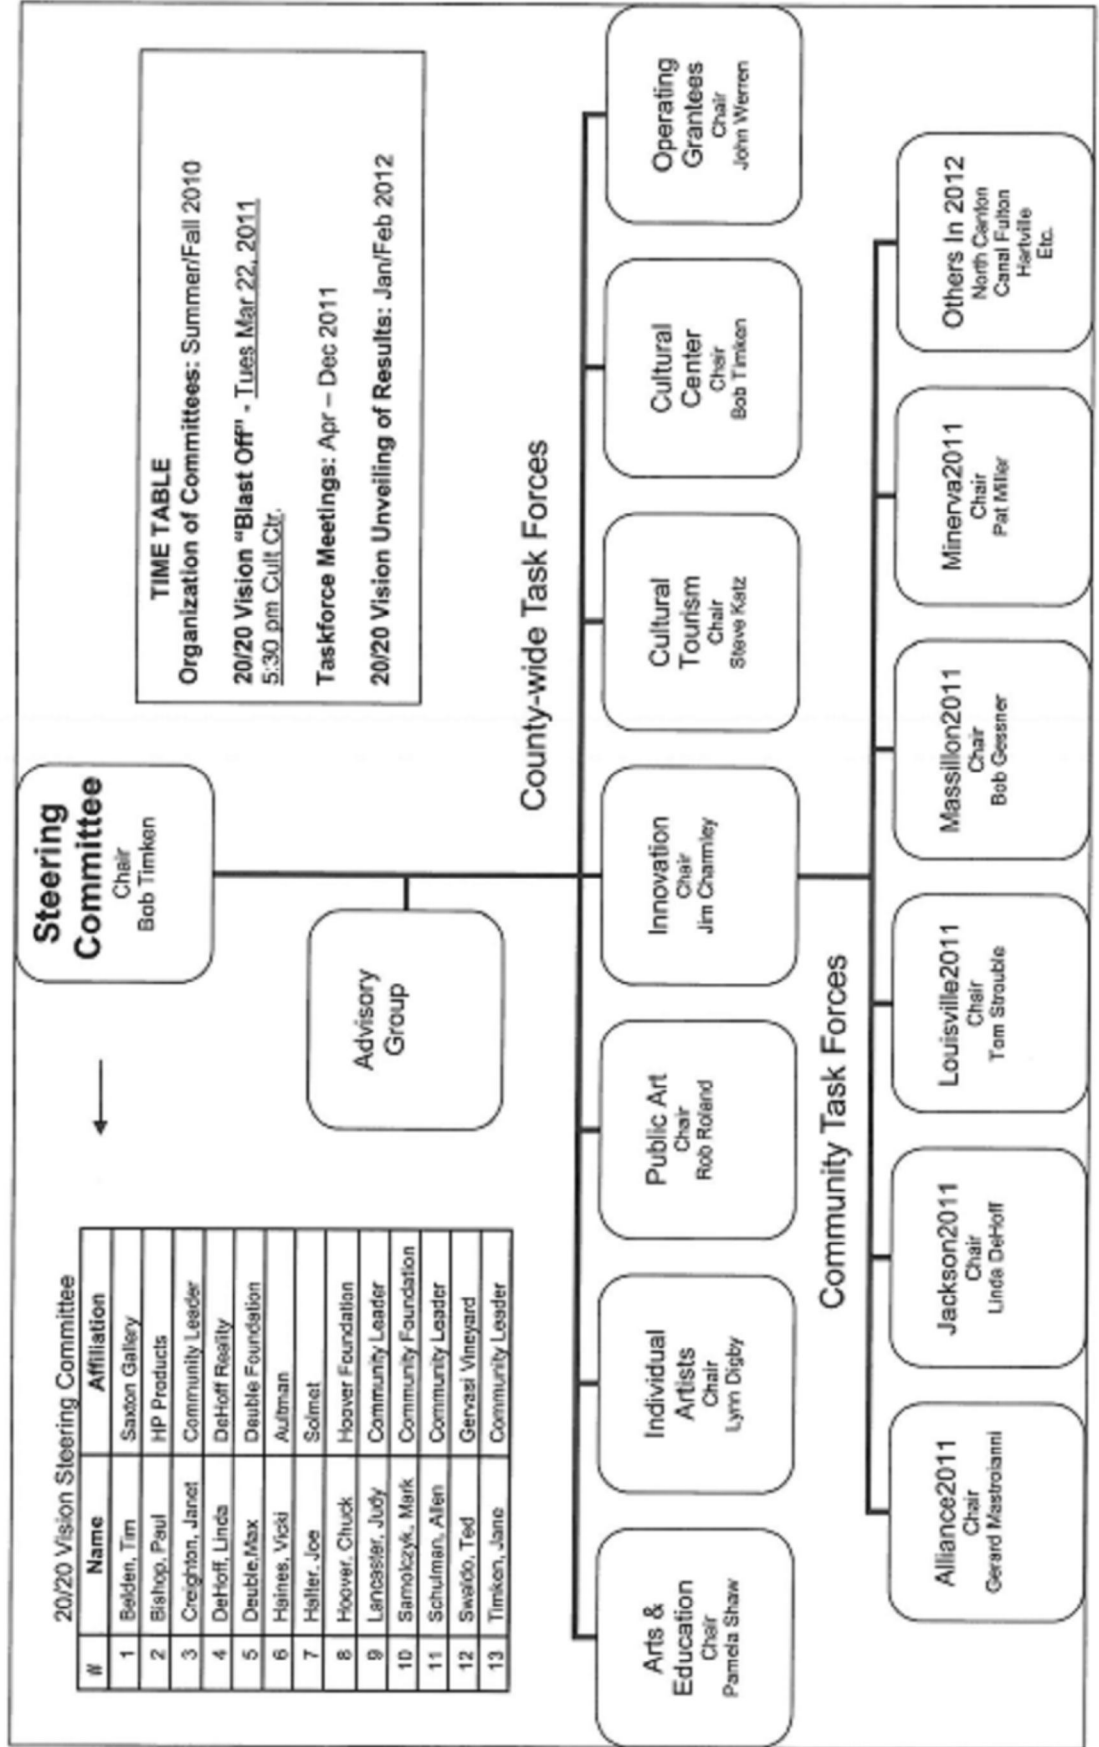 20/20 Vision Steering Committee
# Name Affiliation
1 Belden, Tim Saxton Gallery
2 Bishop, Paul HP Products
3 Creighton, Janet Community Leader
4 DeHoff, Linda DeHoff Reality
5 Deuble,Max Deuble Foundation
6 Haines, Vicki Aultman
7 Halter, Joe Solmet
8 Hoover, Chuck Hoover Foundation
9 Lancaster, Judy Community Leader
10 Samolczyk, Mark Community Foundation
11 Schulman, Allen Community Leader
12 Swaldo, Ted Gervasi Vineyard
13 Timken, Jane Community Leader
Steering
Committee
Chair
Bob Timken
TIME TABLE
Organization of Committees: Summer/Fall 2010
20/20 Vision "Blast Off" - Tues Mar 22, 2011
5:30 pm Cult Ctr.
Taskforce Meetings: Apr – Dec 2011
20/20 Vision Unveiling of Results: Jan/Feb 2012
Advisory
Group
County-wide Task Forces
Arts &
Education
Chair
Pamela Shaw
Individual
Artists
Chair
Lynn Digby
Public Art
Chair
Rob Roland
Innovation
Chair
Jim Charmley
Cultural
Tourism
Chair
Steve Katz
Cultural
Center
Chair
Bob Timken
Operating
Grantees
Chair
John Werren
Community Task Forces
Alliance2011
Chair
Gerard Mastroianni
Jackson2011
Chair
Linda DeHoff
Louisville2011
Chair
Tom Strouble
Massillon2011
Chair
Bob Gessner
Minerva2011
Chair
Pat Miller
Others In 2012
North Canton
Canal Fulton
Hartville
Etc.